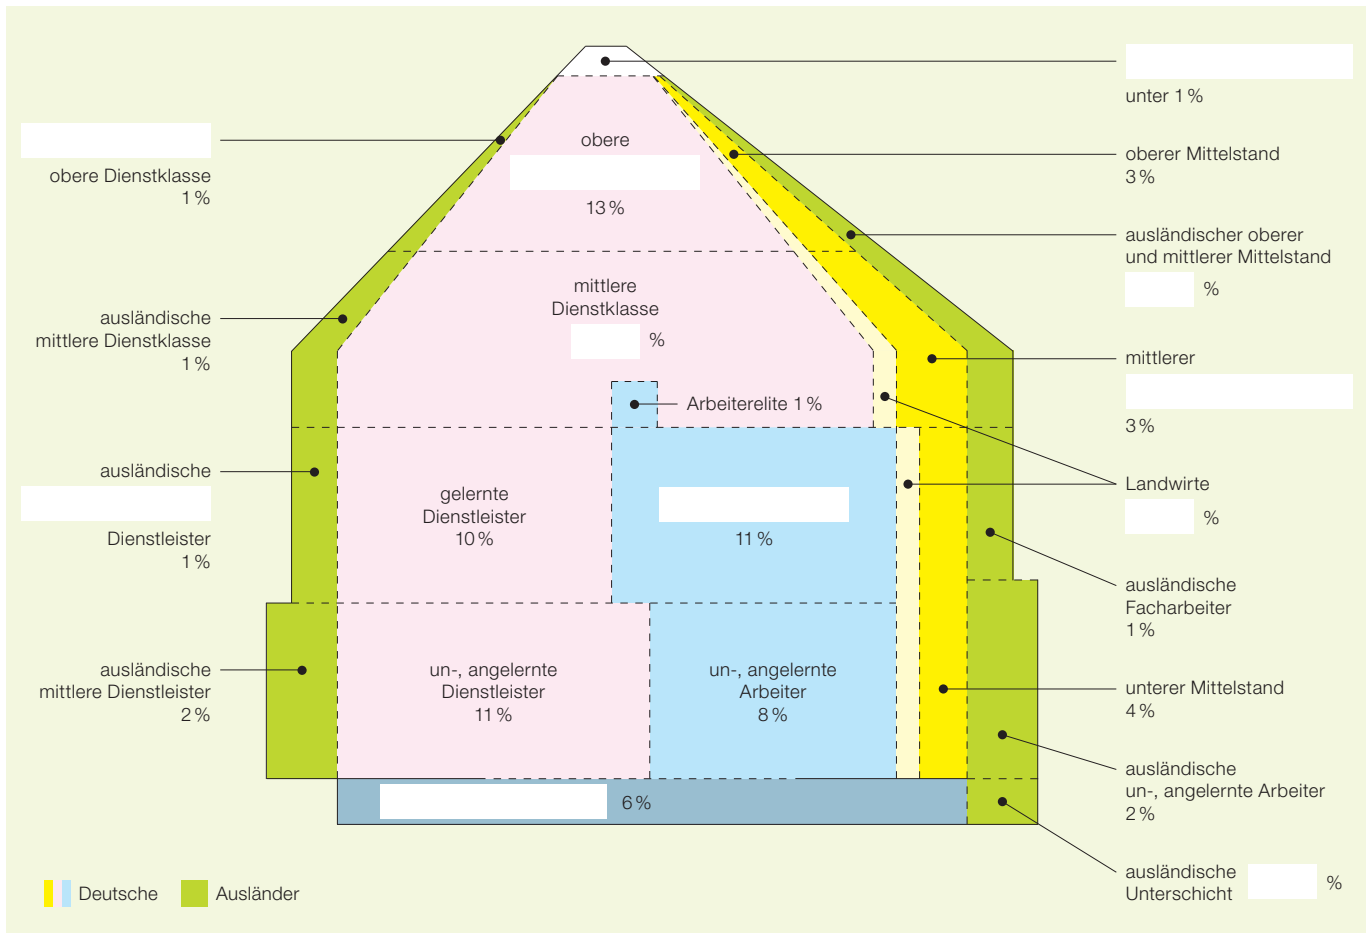 unter 1 %
obere Dienstklasse
1 %
obere
13 %
oberer Mittelstand
3 %
ausländischer oberer
und mittlerer Mittelstand
%
ausländische
mittlere Dienstklasse
1 %
mittlere
Dienstklasse
%
mittlerer
3 %
Arbeiterelite 1 %
ausländische
Dienstleister
1 %
gelernte
Dienstleister
10 %
11 %
Landwirte
%
ausländische
Facharbeiter
1 %
ausländische
mittlere Dienstleister
2 %
un-, angelernte
Dienstleister
11 %
un-, angelernte
Arbeiter
8 %
unterer Mittelstand
4 %
ausländische
un-, angelernte Arbeiter
2 %
6 %
ausländische
Unterschicht %
Deutsche Ausländer